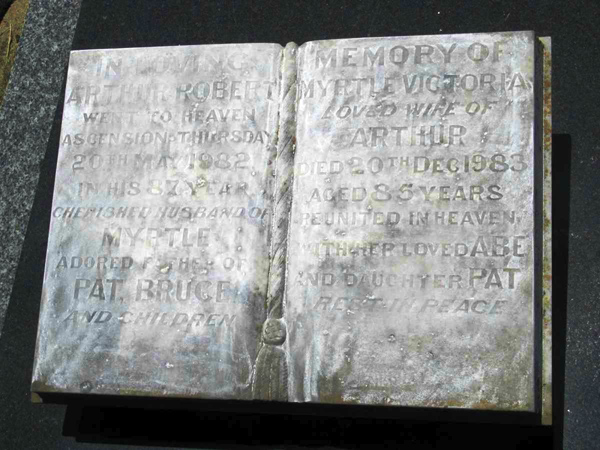 IN LOVING
ARTHUR ROBERT
WENT TO HEAVEN
ASCENSION THURSDAY
20TH MAY 1982
IN HIS 87 YEAR
CHERISHED HUSBAND OF
MYRTLE
ADORED FATHER OF
PAT, BRUCE
AND CHILDREN
MEMORY OF
MYRTLE VICTORIA
LOVED WIFE OF
ARTHUR
DIED 20TH DEC 1983
AGED 85 YEARS
REUNITED IN HEAVEN,
WITH HER LOVED ABE
AND DAUGHTER PAT
REST IN PEACE